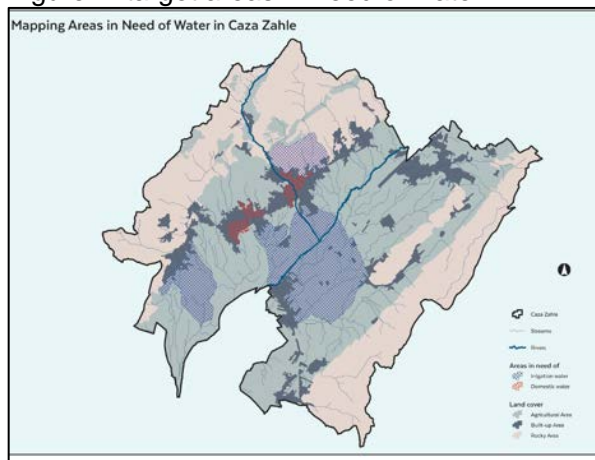 Mapping Areas in Need of Water in Caza Zahle
Caza Zahle
Streams
Rivers
Areas in need of
Irrigation water
Domestic water
Land cover
Agricultural Area
Built-up Area
Rocky Area